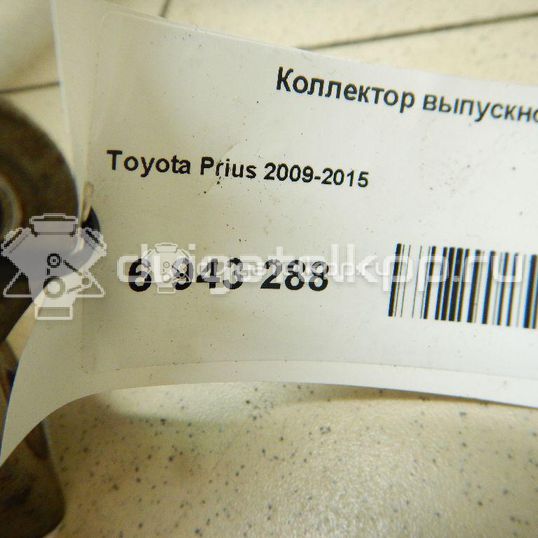 Коллектор выпускно
Toyota Prius 2009-2015
6 943 288